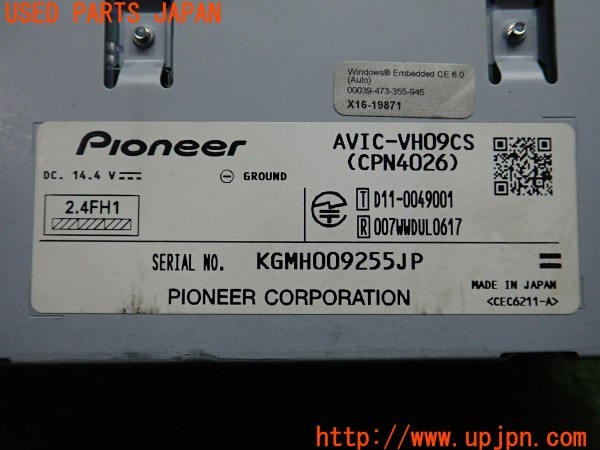 USED PARTS JAPAN
Windows® Embedded CE 6.0
(Auto)
00039-473-355-945
X16-19871
Pioneer
AVIC-VH09CS
(CPN4026)
DC. 14.4 V
GROUND
2.4FH1
T D11-0049001
R 007WWDUL0617
SERIAL NO. KGMH009255JP
MADE IN JAPAN
PIONEER CORPORATION
<CEC6211-A>
UPJ http://www.upjpn.com